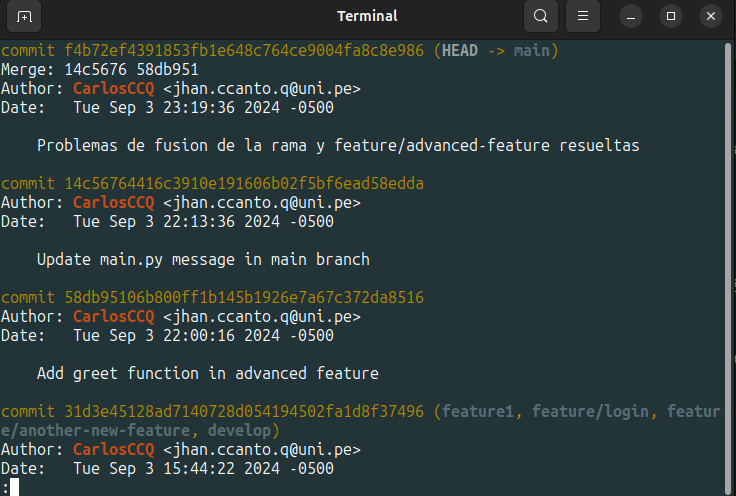 Terminal
commit f4b72ef4391853fb1e648c764ce9004fa8c8e986 (HEAD -> main)
Merge: 14c5676 58db951
Author: CarlosCCQ <jhan.ccanto.q@uni.pe>
Date:   Tue Sep 3 23:19:36 2024 -0500
    Problemas de fusion de la rama y feature/advanced-feature resueltas
commit 14c56764416c3910e191606b02f5bf6ead58edda
Author: CarlosCCQ <jhan.ccanto.q@uni.pe>
Date:   Tue Sep 3 22:13:36 2024 -0500
    Update main.py message in main branch
commit 58db95106b800ff1b145b1926e7a67c372da8516
Author: CarlosCCQ <jhan.ccanto.q@uni.pe>
Date:   Tue Sep 3 22:00:16 2024 -0500
    Add greet function in advanced feature
commit 31d3e45128ad7140728d054194502fa1d8f37496 (feature1, feature/login, featur
e/another-new-feature, develop)
Author: CarlosCCQ <jhan.ccanto.q@uni.pe>
Date:   Tue Sep 3 15:44:22 2024 -0500
: